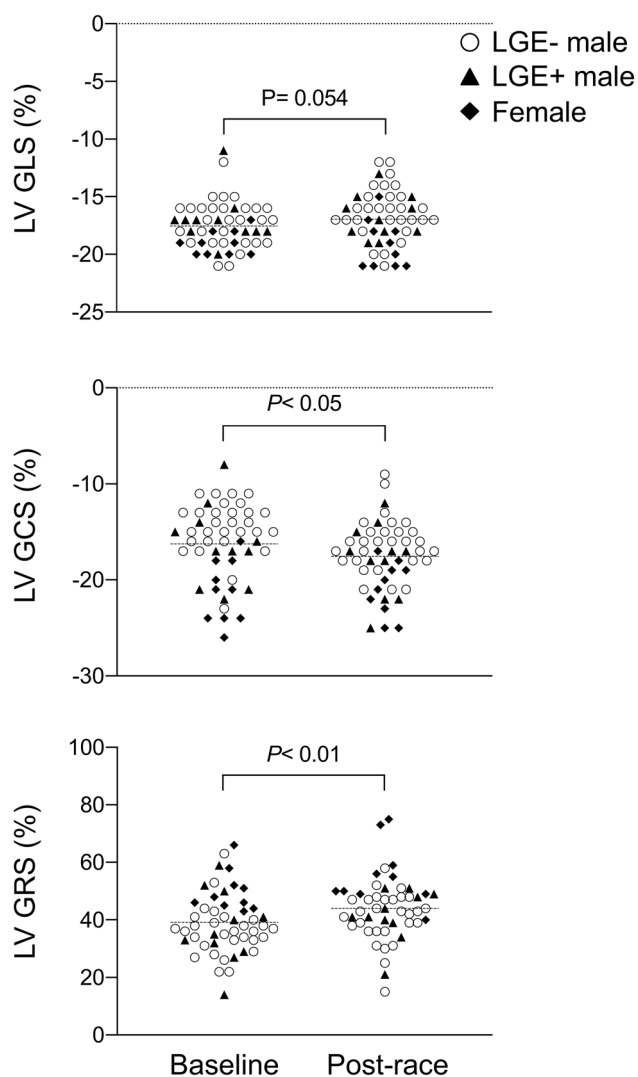 LV GLS (%)
0
-5
-10
-15
-20
-25
P= 0.054
LGE- male
LGE+ male
Female
LV GCS (%)
0
-10
-20
-30
P< 0.05
LV GRS (%)
100
80
60
40
20
0
P< 0.01
Baseline
Post-race